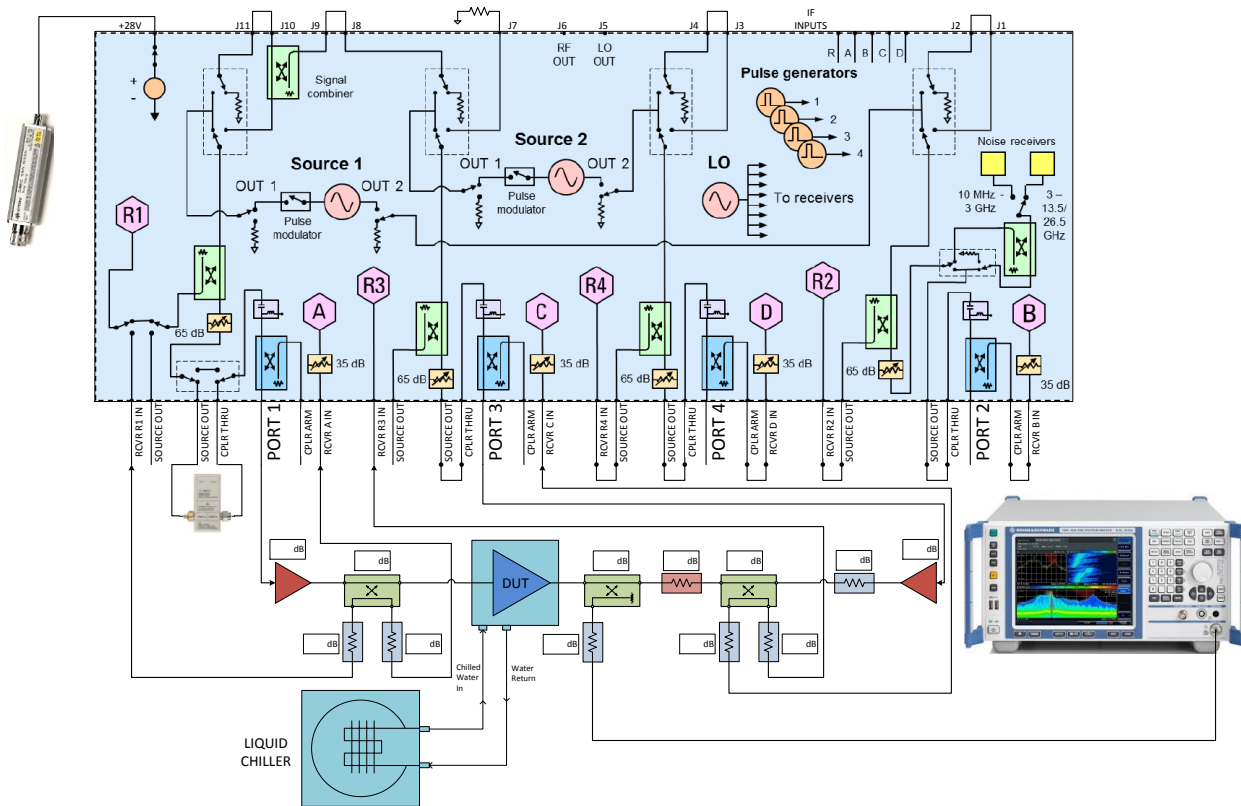 +28V
J11
J10
J9
J8
J7
J6
J5
J4
J3
IF
INPUTS
J2
J1
RF
OUT
LO
OUT
R
A
B
C
D
+
-
Signal
combiner
Pulse generators
1
2
3
4
Source 1
Source 2
LO
To receivers
Noise receivers
10 MHz -
3 GHz
3 –
13.5/
26.5
GHz
OUT 1
OUT 2
Pulse
modulator
OUT 1
OUT 2
Pulse
modulator
R1
A
R3
C
R4
D
R2
B
65 dB
35 dB
65 dB
35 dB
65 dB
35 dB
65 dB
35 dB
RCVR R1 IN
SOURCE OUT
SOURCE OUT
CPLR THRU
PORT 1
CPLR ARM
RCVR A IN
RCVR R3 IN
SOURCE OUT
SOURCE OUT
CPLR THRU
PORT 3
CPLR ARM
RCVR C IN
RCVR R4 IN
SOURCE OUT
SOURCE OUT
CPLR THRU
PORT 4
CPLR ARM
RCVR D IN
RCVR R2 IN
SOURCE OUT
SOURCE OUT
CPLR THRU
PORT 2
CPLR ARM
RCVR B IN
dB
dB
dB
dB
dB
dB
dB
dB
DUT
dB
dB
dB
dB
dB
Chilled
Water
In
Water
Return
LIQUID
CHILLER
ROHDE&SCHWARZ